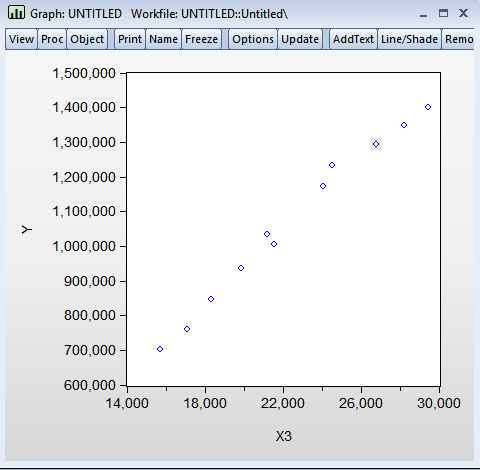 Graph: UNTITLED Workfile: UNTITLED::Untitled\
View Proc Object Print Name Freeze Options Update AddText Line/Shade Remo
1,500,000
1,400,000
1,300,000
1,200,000
1,100,000
Y
1,000,000
900,000
800,000
700,000
600,000
14,000 18,000 22,000 26,000 30,000
X3